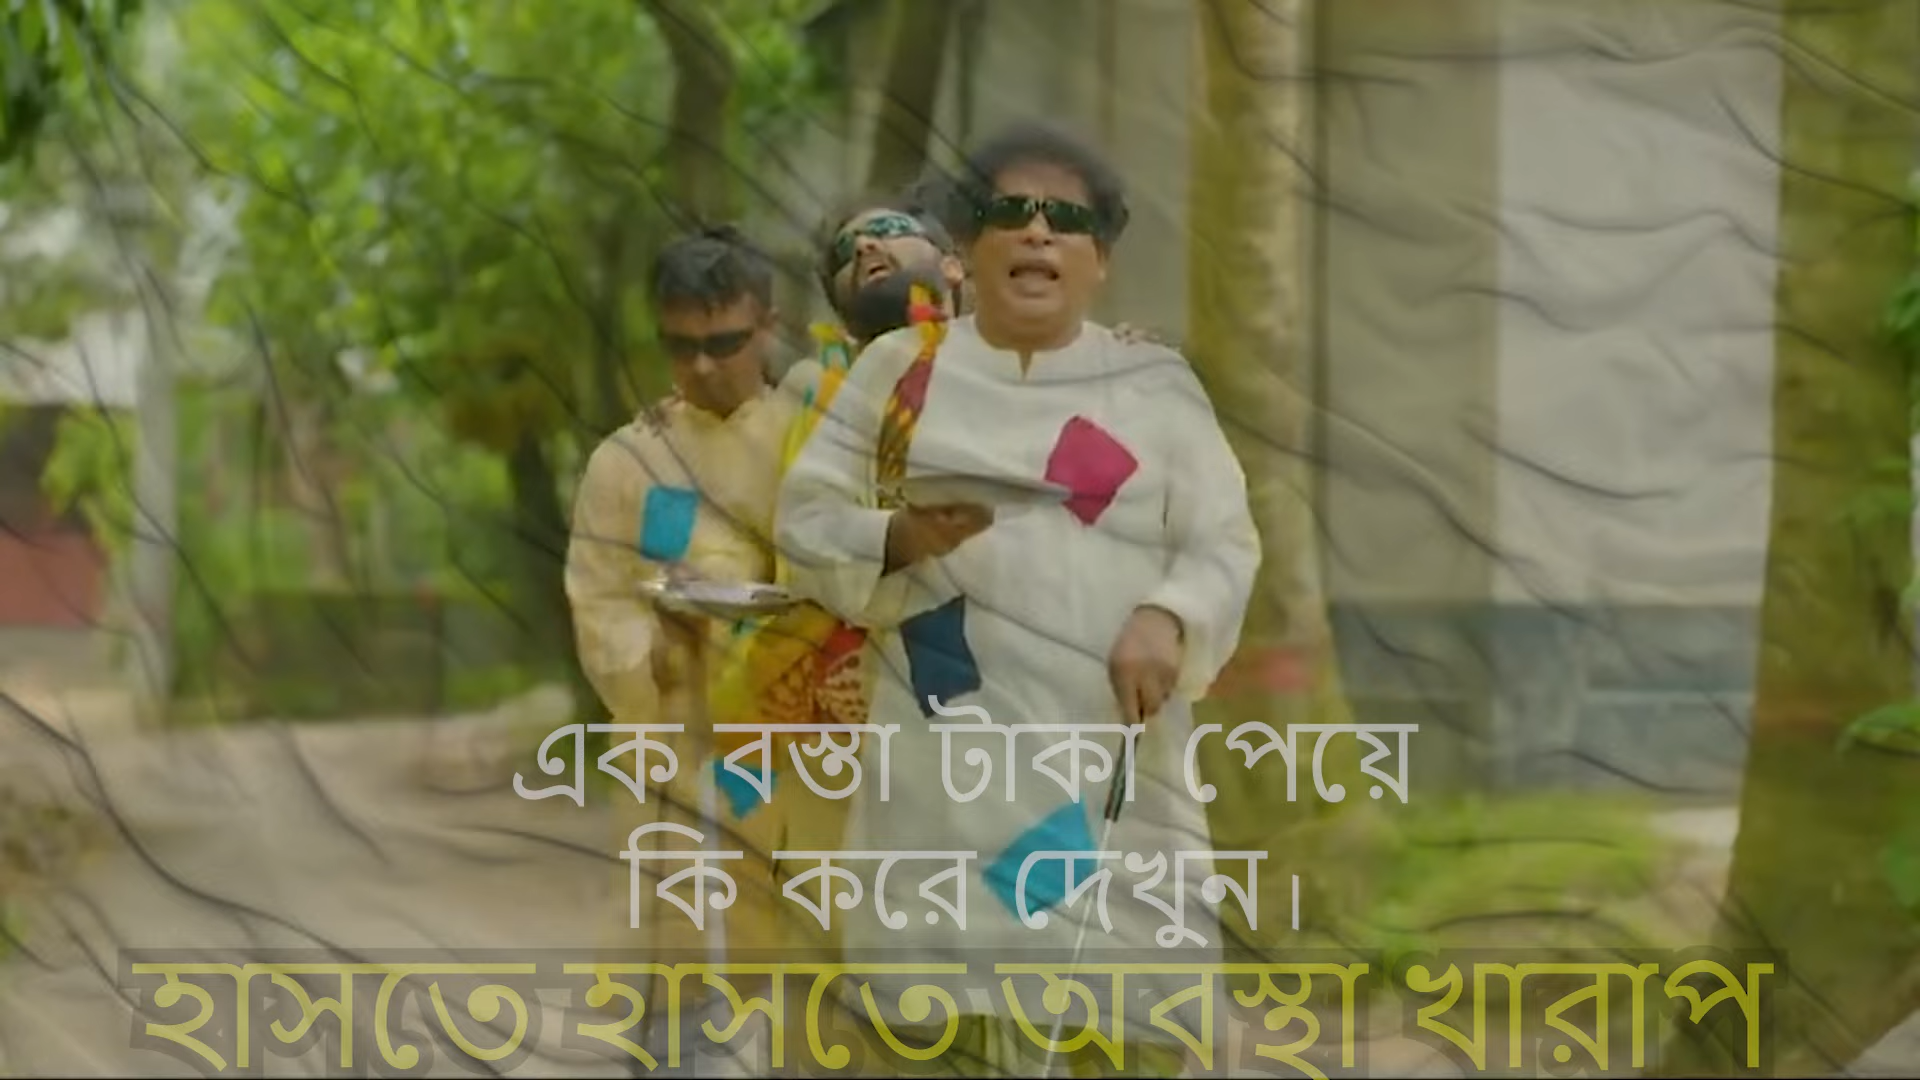 এক বস্তা টাকা পেয়ে
কি করে দেখুন।
হাসতে হাসতে অবস্থা খারাপ